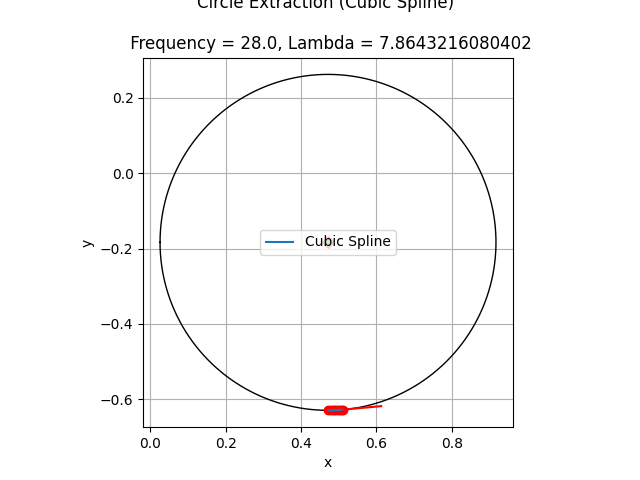 Circle Extraction (Cubic Spline)
Frequency = 28.0, Lambda = 7.8643216080402
0.2
0.0
−0.2
−0.4
−0.6
y
Cubic Spline
0.0 0.2 0.4 0.6 0.8
x